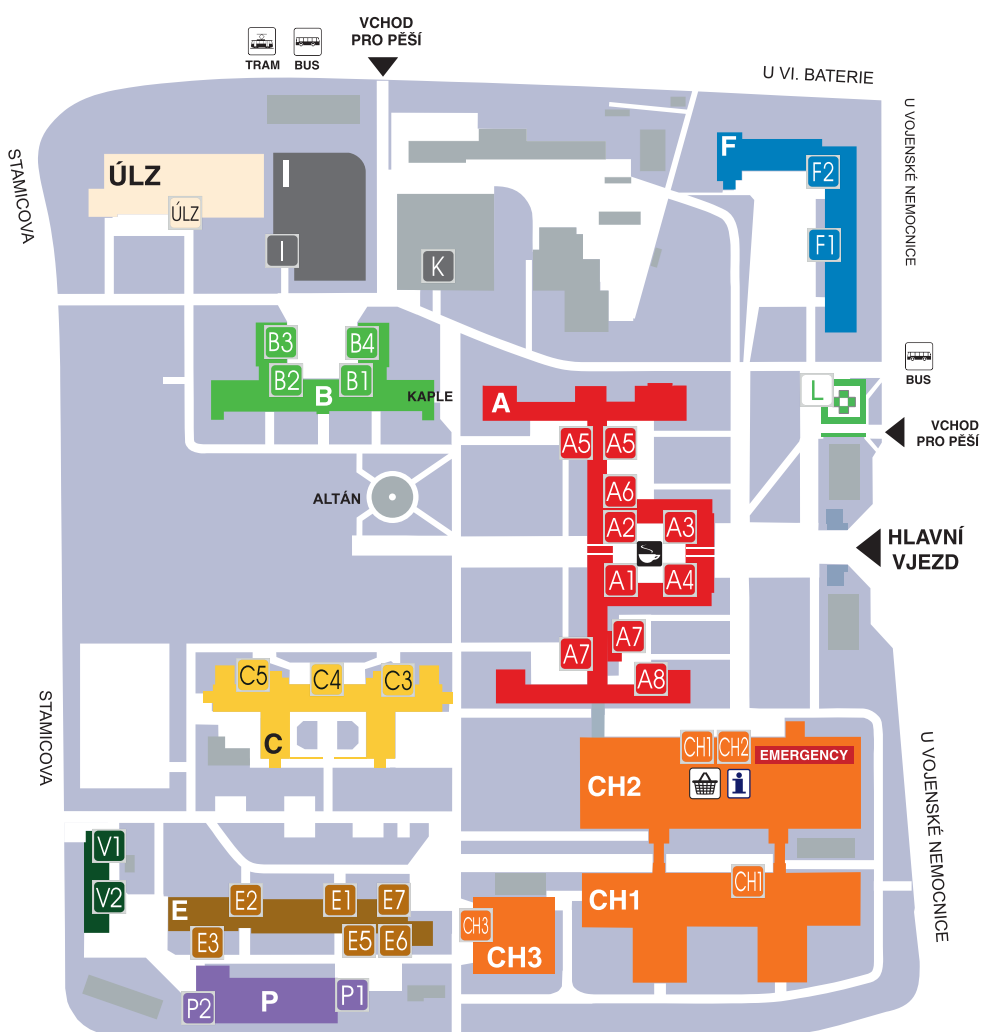 VCHOD
PRO PĚŠÍ
TRAM
BUS
U VI. BATERIE
U VOJENSKÉ NEMOCNICE
STAMICOVA
ÚLZ
ÚLZ
I
I
K
F
F2
F1
B3
B4
B2
B1
B
KAPLE
BUS
L
VCHOD
PRO PĚŠÍ
A
A5
A5
A6
A2
A3
A1
A4
A7
A7
A8
ALTÁN
HLAVNÍ
VJEZD
STAMICOVA
C5
C4
C3
C
CH1
CH2
EMERGENCY
CH2
i
U VOJENSKÉ NEMOCNICE
V1
V2
E
E2
E1
E7
E3
E5
E6
CH1
CH1
CH3
CH3
P2
P
P1